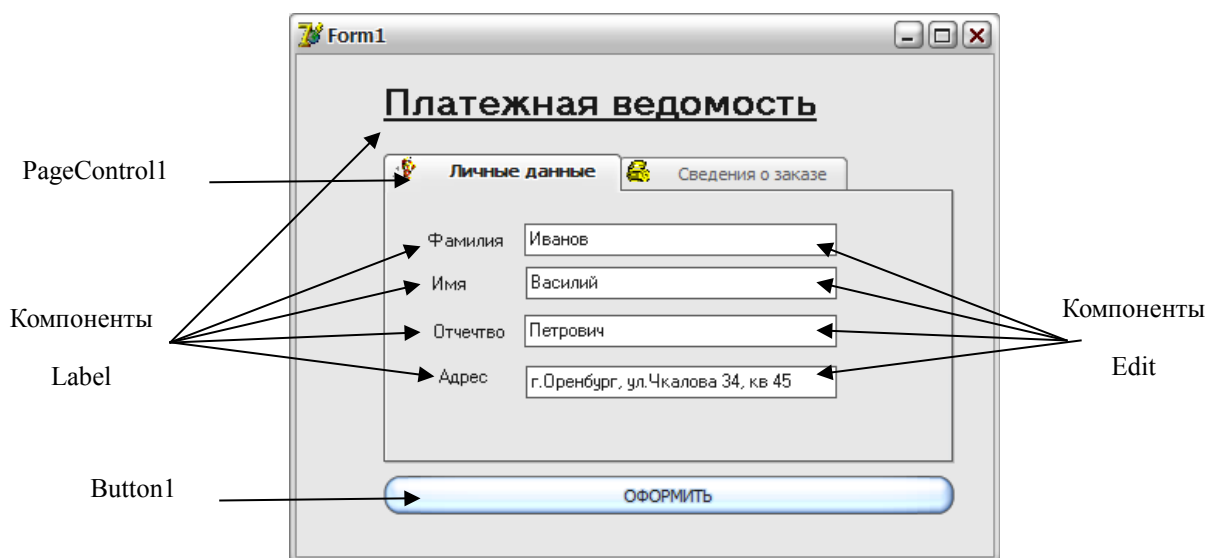 Form1
Платежная ведомость
PageControl1
Личные данные
Сведения о заказе
Фамилия
Иванов
Имя
Василий
Компоненты
Label
Компоненты
Edit
Отчечтво
Петрович
Адрес
г.Оренбург, ул.Чкалова 34, кв 45
Button1
ОФОРМИТЬ